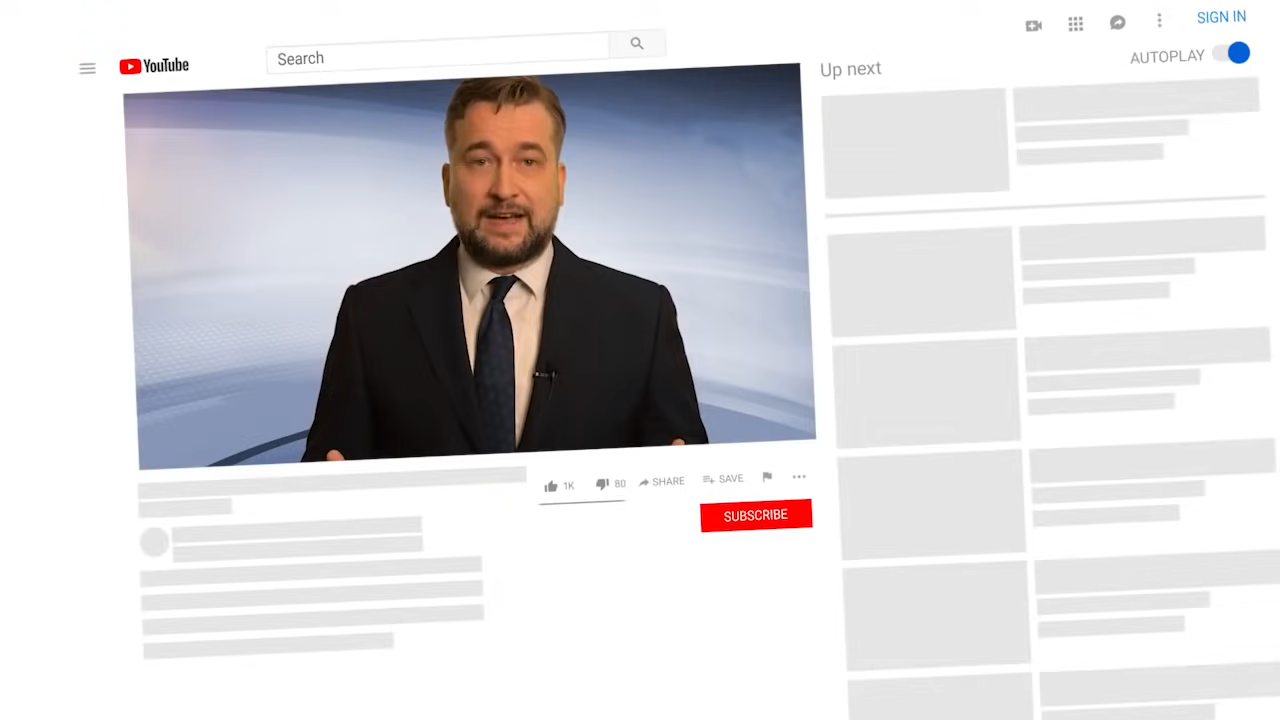 SIGN IN
YouTube
Search
AUTOPLAY
Up next
1K 80 SHARE SAVE
SUBSCRIBE